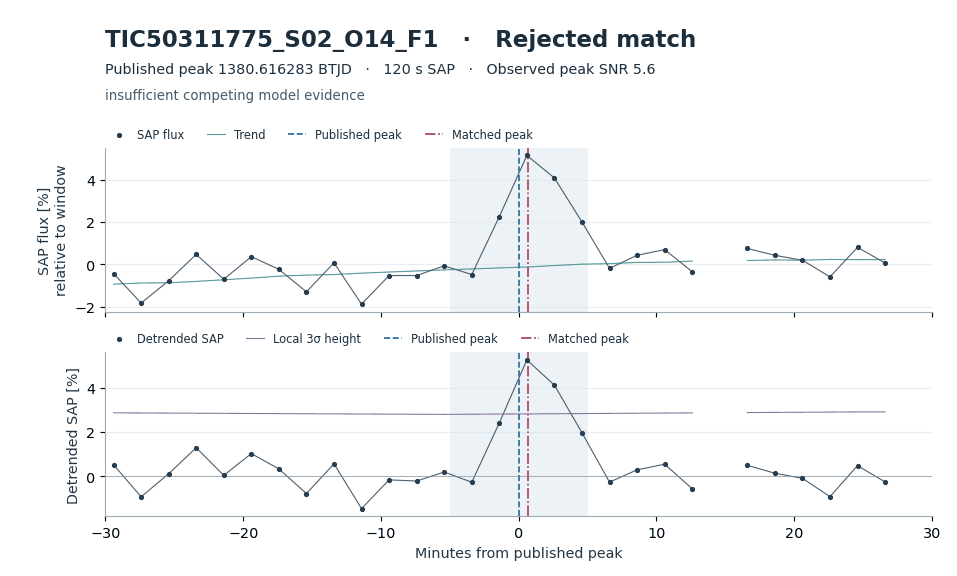 TIC50311775_S02_O14_F1 · Rejected match
Published peak 1380.616283 BTJD · 120 s SAP · Observed peak SNR 5.6
insufficient competing model evidence
SAP flux Trend Published peak Matched peak
SAP flux [%]
relative to window
4
2
0
−2
Detrended SAP Local 3σ height Published peak Matched peak
Detrended SAP [%]
4
2
0
−30 −20 −10 0 10 20 30
Minutes from published peak